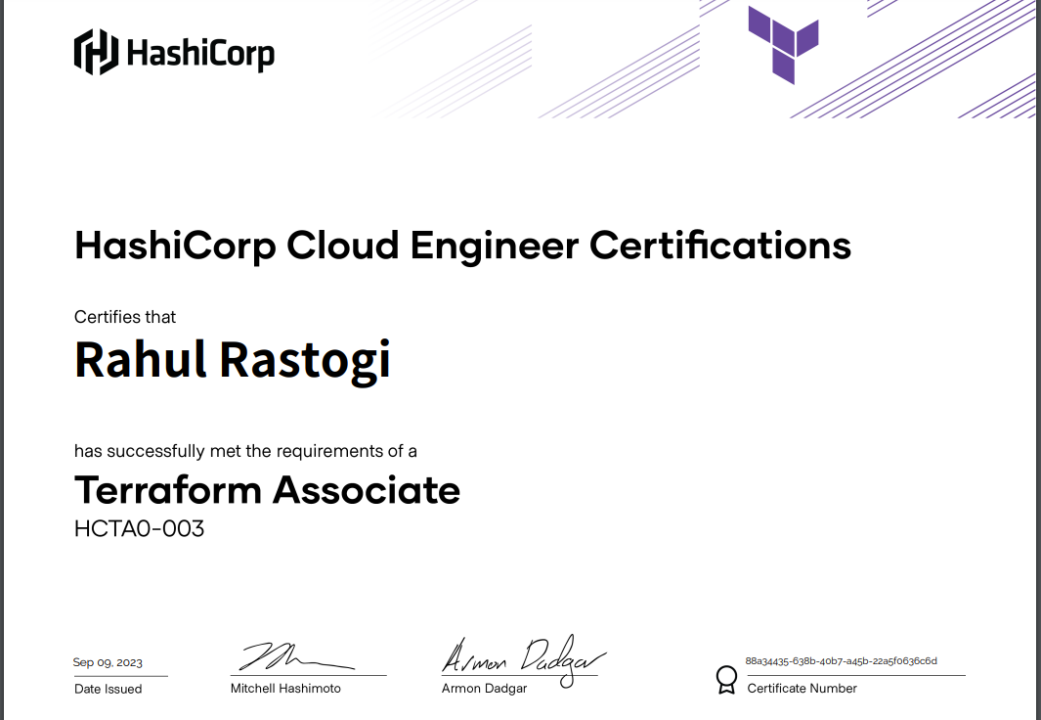 HashiCorp
HashiCorp Cloud Engineer Certifications
Certifies that
Rahul Rastogi
has successfully met the requirements of a
Terraform Associate
HCTA0-003
Sep 09, 2023
Date Issued
Mitchell Hashimoto
Armon Dadgar
Armon Dadgar
88a34435-638b-40b7-a45b-22a5f0636c6d
Certificate Number